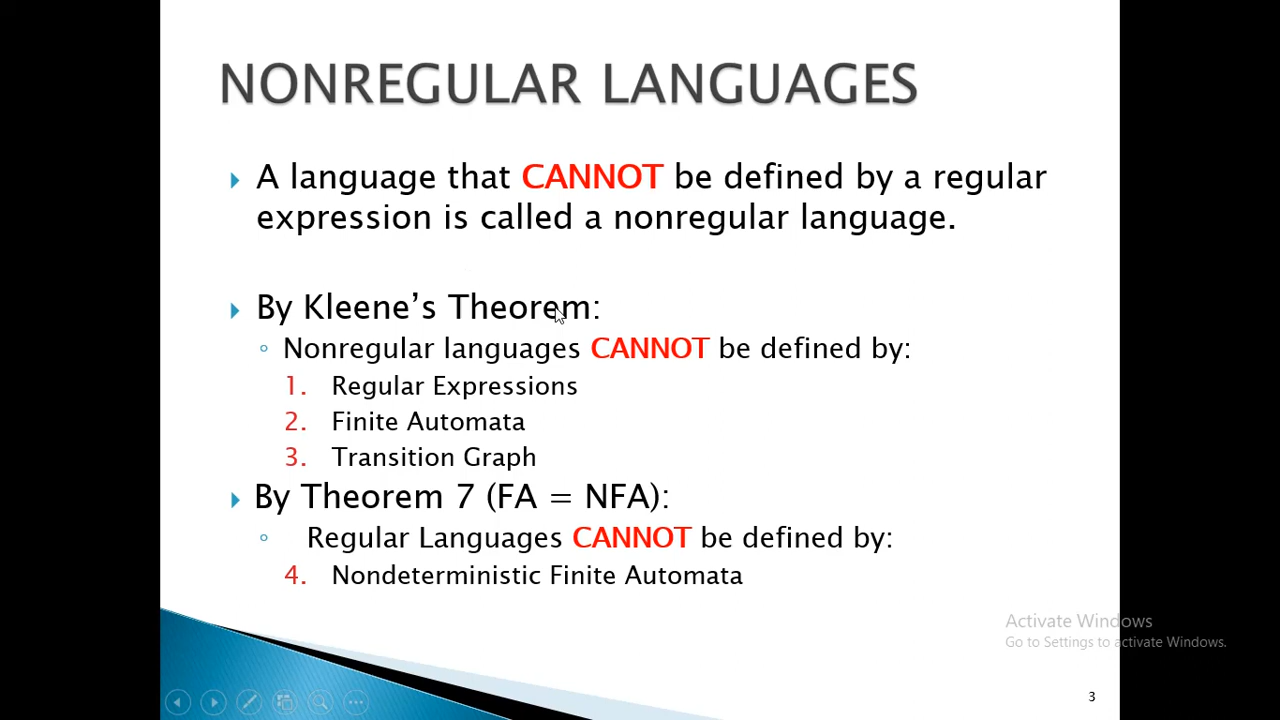 NONREGULAR LANGUAGES
A language that CANNOT be defined by a regular
expression is called a nonregular language.
By Kleene’s Theorem:
Nonregular languages CANNOT be defined by:
1. Regular Expressions
2. Finite Automata
3. Transition Graph
By Theorem 7 (FA = NFA):
Regular Languages CANNOT be defined by:
4. Nondeterministic Finite Automata
Activate Windows
Go to Settings to activate Windows.
3